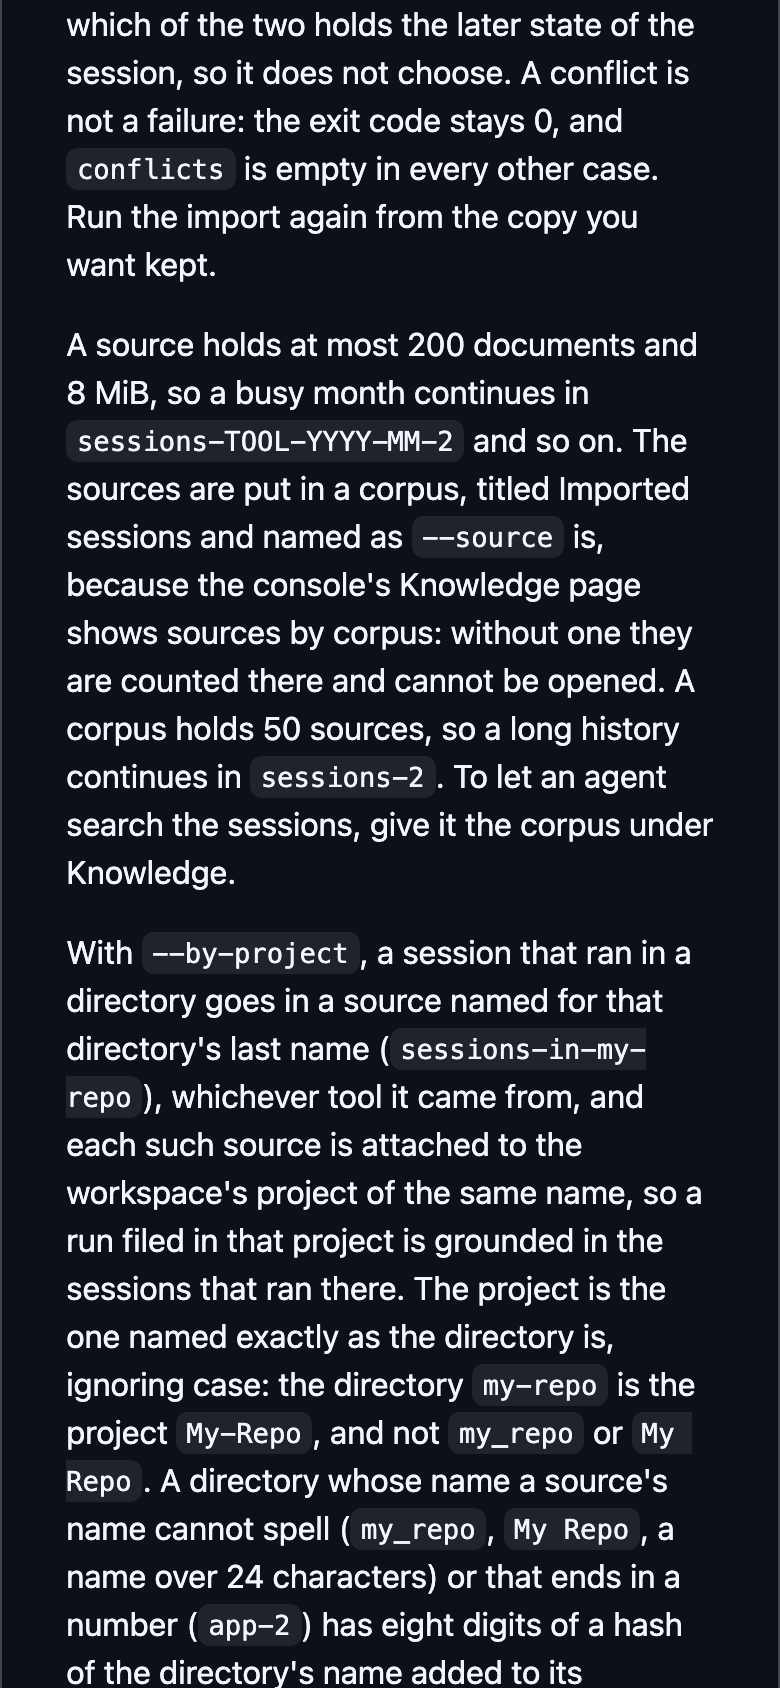 which of the two holds the later state of the
session, so it does not choose. A conflict is
not a failure: the exit code stays 0, and
conflicts is empty in every other case.
Run the import again from the copy you
want kept.
A source holds at most 200 documents and
8 MiB, so a busy month continues in
sessions-TOOL-YYYY-MM-2 and so on. The
sources are put in a corpus, titled Imported
sessions and named as --source is,
because the console's Knowledge page
shows sources by corpus: without one they
are counted there and cannot be opened. A
corpus holds 50 sources, so a long history
continues in sessions-2. To let an agent
search the sessions, give it the corpus under
Knowledge.
With --by-project, a session that ran in a
directory goes in a source named for that
directory's last name (sessions-in-my-
repo), whichever tool it came from, and
each such source is attached to the
workspace's project of the same name, so a
run filed in that project is grounded in the
sessions that ran there. The project is the
one named exactly as the directory is,
ignoring case: the directory my-repo is the
project My-Repo, and not my_repo or My
Repo. A directory whose name a source's
name cannot spell (my_repo, My Repo, a
name over 24 characters) or that ends in a
number (app-2) has eight digits of a hash
of the directory's name added to its